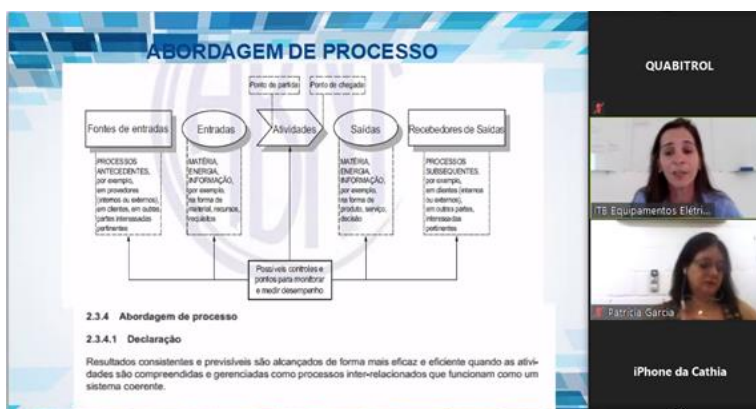 ABORDAGEM DE PROCESSO
Ponto de partida
Ponto de chegada
Fontes de entradas
Entradas
Atividades
Saídas
Recebedores de Saídas
PROCESSOS
ANTECEDENTES,
por exemplo,
em provedores
(internos ou externos),
em clientes, em outras
partes interessadas
pertinentes
MATÉRIA,
ENERGIA,
INFORMAÇÃO,
por exemplo,
na forma de
material, recursos,
requisitos
MATÉRIA,
ENERGIA,
INFORMAÇÃO,
por exemplo,
na forma de
produto, serviço,
decisão
PROCESSOS
SUBSEQUENTES,
por exemplo,
em clientes (internos
ou externos),
em outras partes,
interessadas
pertinentes
Possíveis controles e
pontos para monitorar
e medir desempenho
2.3.4 Abordagem de processo
2.3.4.1 Declaração
Resultados consistentes e previsíveis são alcançados de forma mais eficaz e eficiente quando as ativi-
dades são compreendidas e gerenciadas como processos inter-relacionados que funcionam como um
sistema coerente.
QUABITROL
ITB Equipamentos Elétri...
Patrícia Garcia
iPhone da Cathia